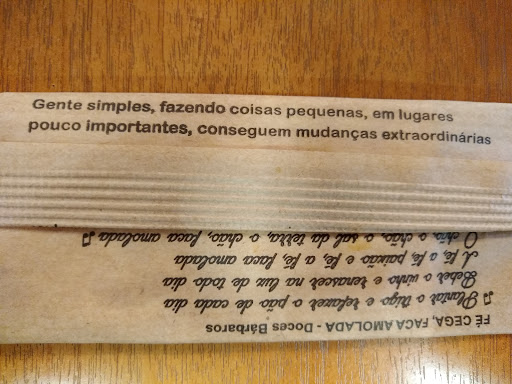 Gente simples, fazendo coisas pequenas, em lugares
pouco importantes, conseguem mudanças extraordinárias
FÉ CEGA, FACA AMOLADA - Doces Bárbaros
♫ Plantar o trigo e refazer o pão de cada dia
Beber o vinho e renascer na luz de todo dia
A fé, a fé, paixão e fé, a fé, faca amolada
O chão, o chão, o sal da terra, o chão, faca amolada ♫